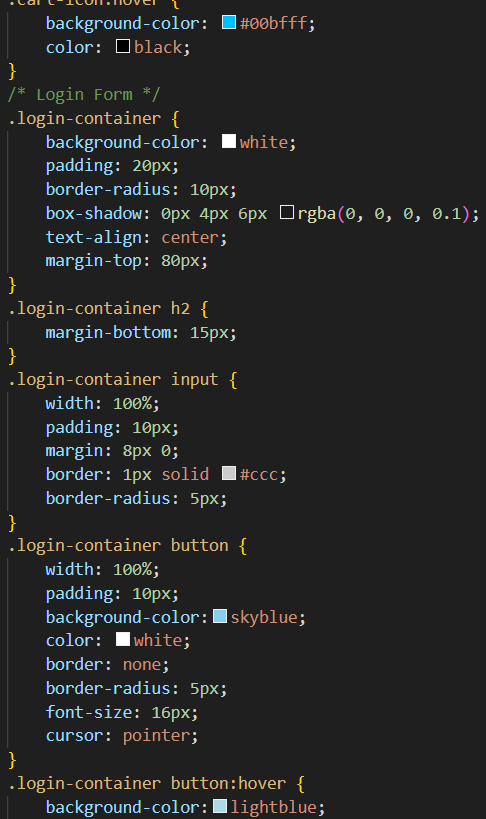 .cart-icon:hover {
    background-color: #00bfff;
    color: black;
}
/* Login Form */
.login-container {
    background-color: white;
    padding: 20px;
    border-radius: 10px;
    box-shadow: 0px 4px 6px rgba(0, 0, 0, 0.1);
    text-align: center;
    margin-top: 80px;
}
.login-container h2 {
    margin-bottom: 15px;
}
.login-container input {
    width: 100%;
    padding: 10px;
    margin: 8px 0;
    border: 1px solid #ccc;
    border-radius: 5px;
}
.login-container button {
    width: 100%;
    padding: 10px;
    background-color:skyblue;
    color: white;
    border: none;
    border-radius: 5px;
    font-size: 16px;
    cursor: pointer;
}
.login-container button:hover {
    background-color:lightblue;